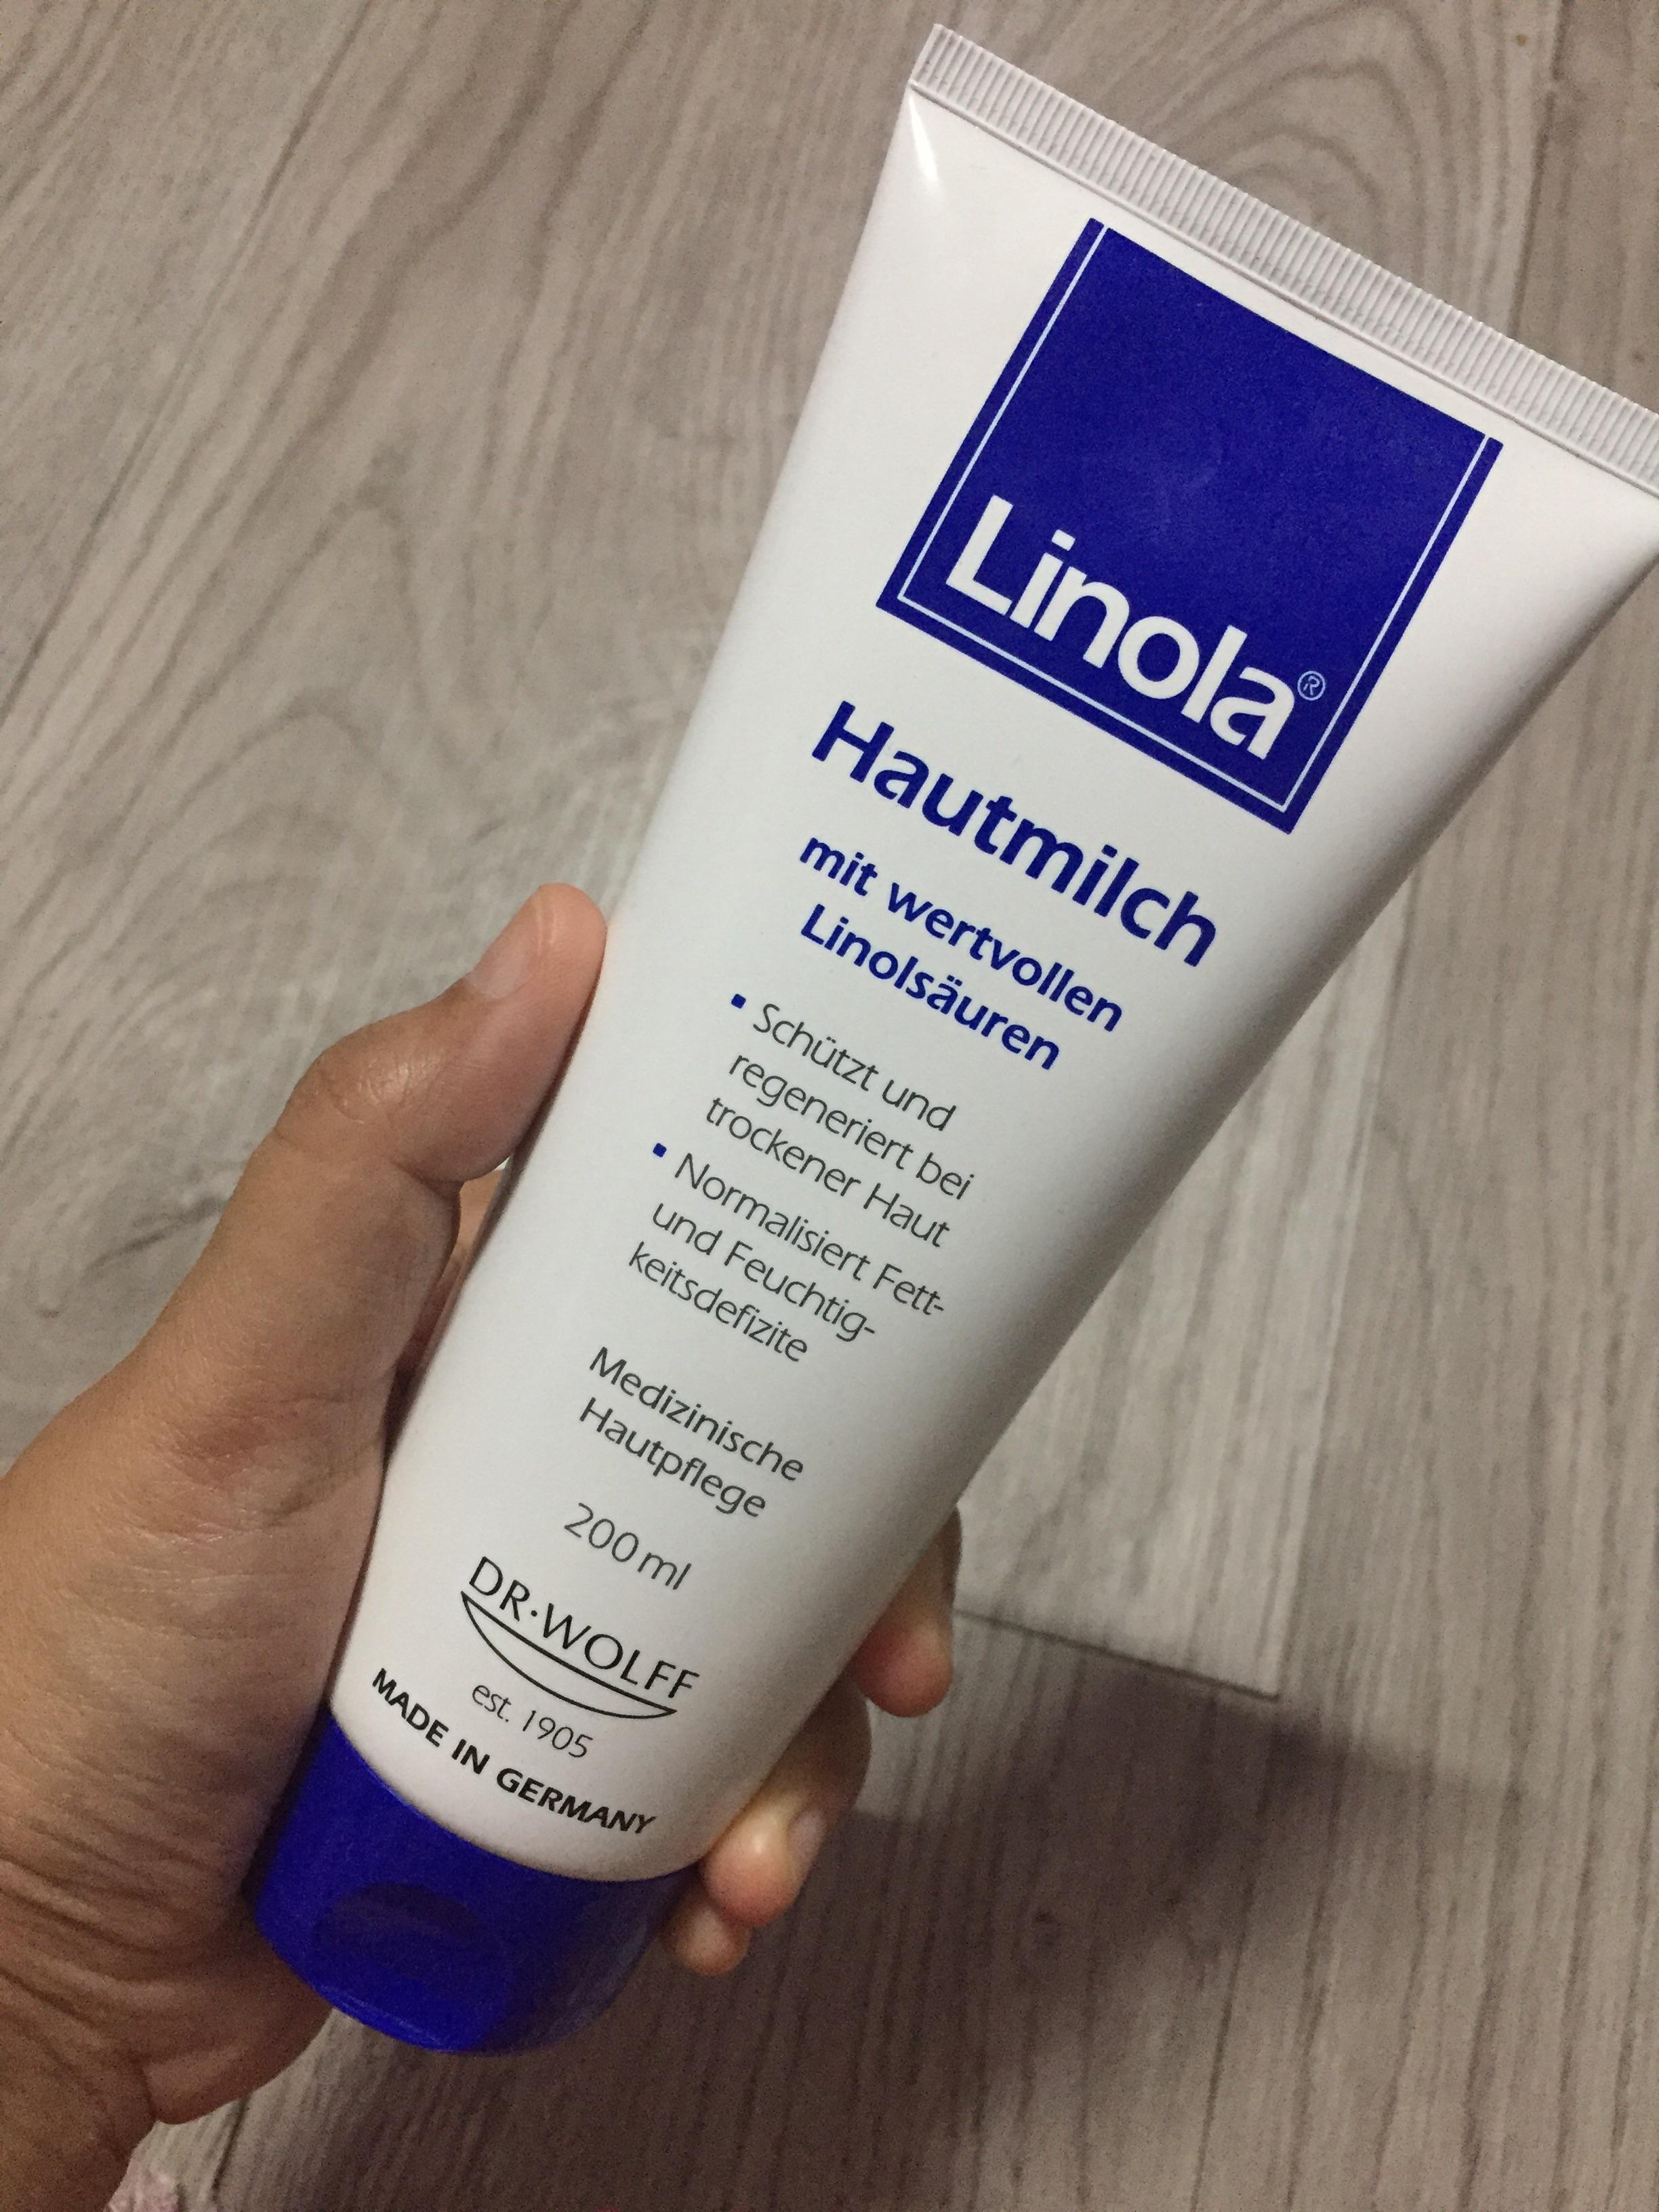 Linola®
Hautmilch
mit wertvollen
Linolsäuren
▪ Schützt und
regeneriert bei
trockener Haut
▪ Normalisiert Fett-
und Feuchtig-
keitsdefizite
Medizinische
Hautpflege
200 ml
DR·WOLFF
est. 1905
MADE IN GERMANY